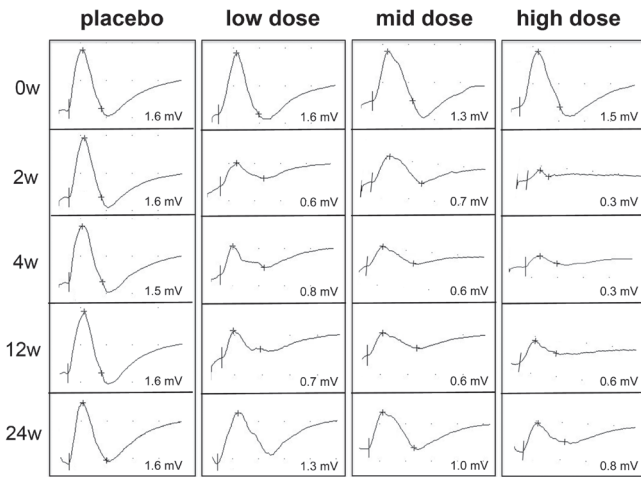 placebo low dose mid dose high dose
0w 1.6 mV 1.6 mV 1.3 mV 1.5 mV
2w 1.6 mV 0.6 mV 0.7 mV 0.3 mV
4w 1.5 mV 0.8 mV 0.6 mV 0.3 mV
12w 1.6 mV 0.7 mV 0.6 mV 0.6 mV
24w 1.6 mV 1.3 mV 1.0 mV 0.8 mV